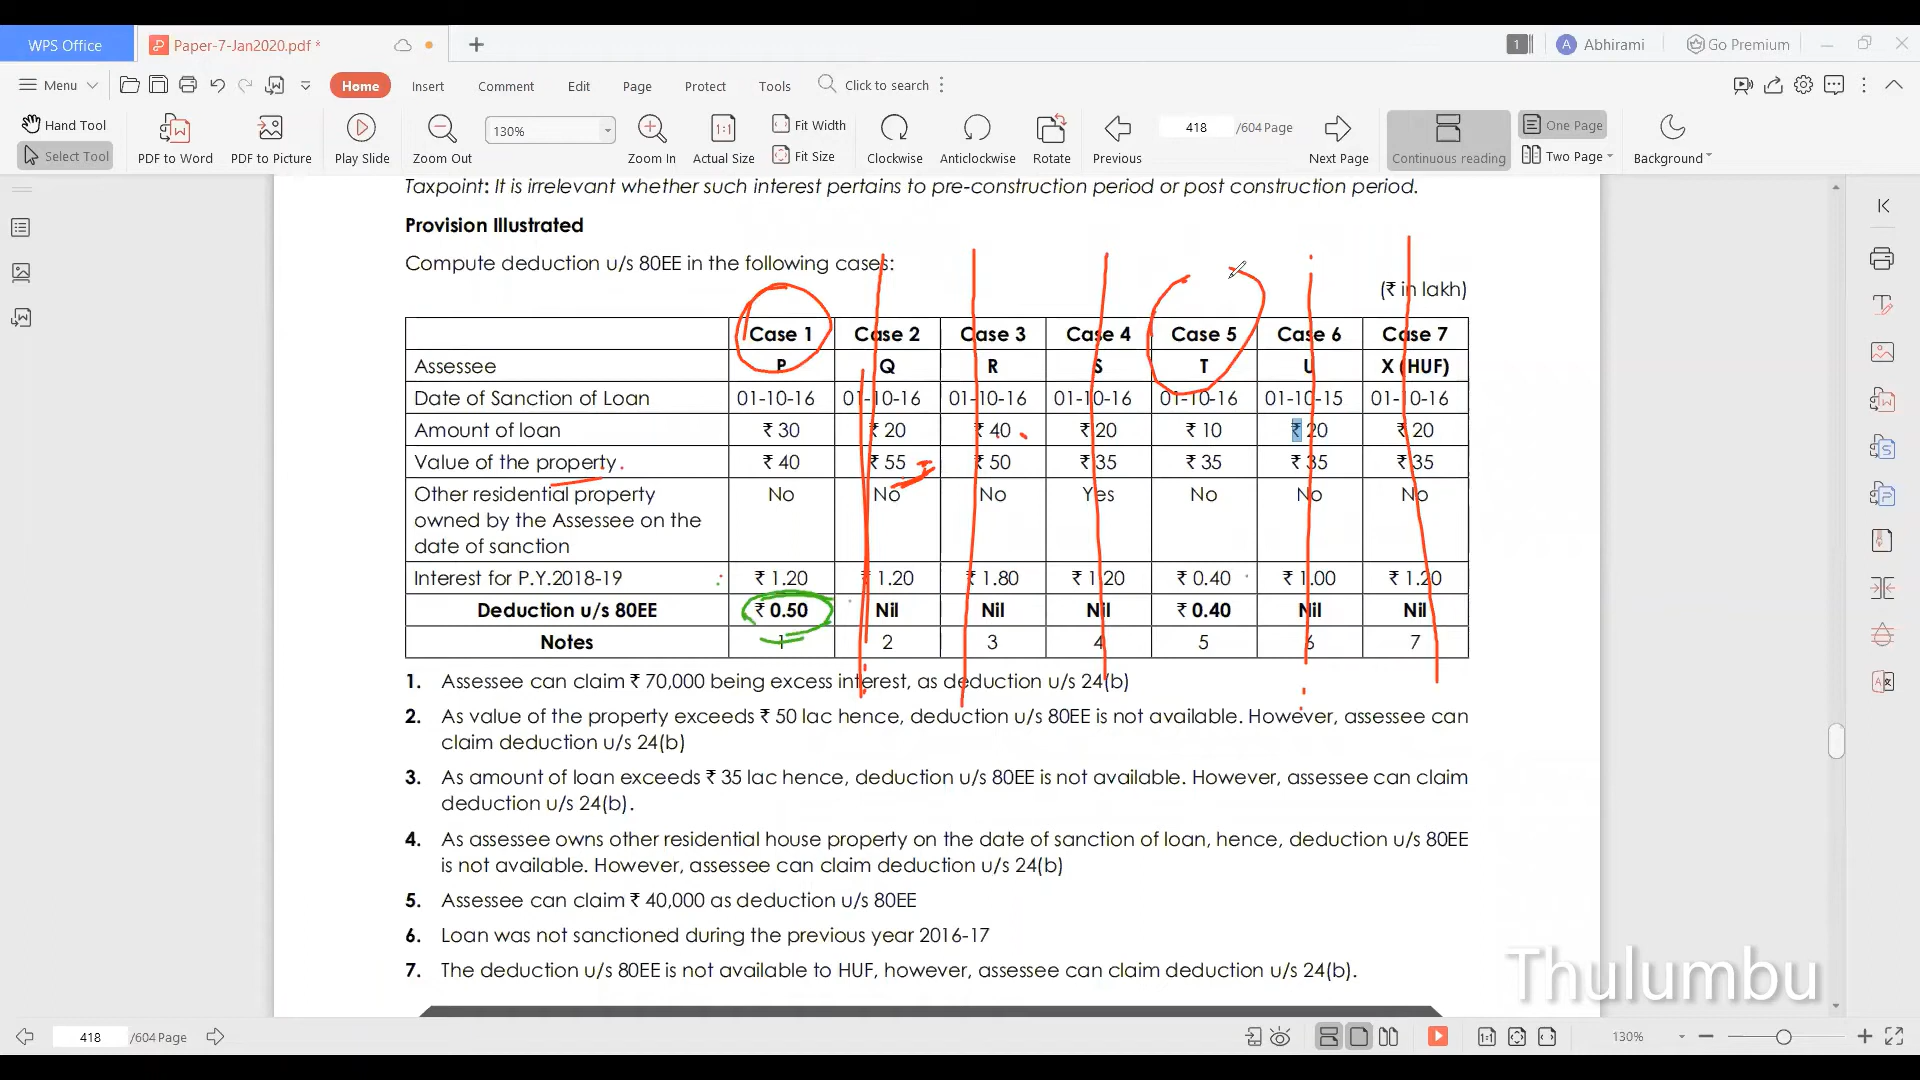 WPS Office
Paper-7-Jan2020.pdf *
1
A Abhirami
Go Premium
Menu
Home
Insert
Comment
Edit
Page
Protect
Tools
Click to search
Hand Tool
Select Tool
PDF to Word
PDF to Picture
Play Slide
Zoom Out
130%
Zoom In
1:1
Actual Size
Fit Width
Fit Size
Clockwise
Anticlockwise
Rotate
Previous
418 /604 Page
Next Page
Continuous reading
One Page
Two Page
Background
Taxpoint: It is irrelevant whether such interest pertains to pre-construction period or post construction period.
Provision Illustrated
Compute deduction u/s 80EE in the following cases:
(₹ in lakh)
Case 1 Case 2 Case 3 Case 4 Case 5 Case 6 Case 7
Assessee P Q R S T U X (HUF)
Date of Sanction of Loan 01-10-16 01-10-16 01-10-16 01-10-16 01-10-16 01-10-15 01-10-16
Amount of loan ₹ 30 ₹ 20 ₹ 40 ₹ 20 ₹ 10 ₹ 20 ₹ 20
Value of the property ₹ 40 ₹ 55 ₹ 50 ₹ 35 ₹ 35 ₹ 35 ₹ 35
Other residential property No No No Yes No No No
owned by the Assessee on the
date of sanction
Interest for P.Y.2018-19 ₹ 1.20 ₹ 1.20 ₹ 1.80 ₹ 1.20 ₹ 0.40 ₹ 1.00 ₹ 1.20
Deduction u/s 80EE ₹ 0.50 Nil Nil Nil ₹ 0.40 Nil Nil
Notes 1 2 3 4 5 6 7
1. Assessee can claim ₹ 70,000 being excess interest, as deduction u/s 24(b)
2. As value of the property exceeds ₹ 50 lac hence, deduction u/s 80EE is not available. However, assessee can
claim deduction u/s 24(b)
3. As amount of loan exceeds ₹ 35 lac hence, deduction u/s 80EE is not available. However, assessee can claim
deduction u/s 24(b).
4. As assessee owns other residential house property on the date of sanction of loan, hence, deduction u/s 80EE
is not available. However, assessee can claim deduction u/s 24(b)
5. Assessee can claim ₹ 40,000 as deduction u/s 80EE
6. Loan was not sanctioned during the previous year 2016-17
7. The deduction u/s 80EE is not available to HUF, however, assessee can claim deduction u/s 24(b).
Thulumbu
418 /604 Page
130%